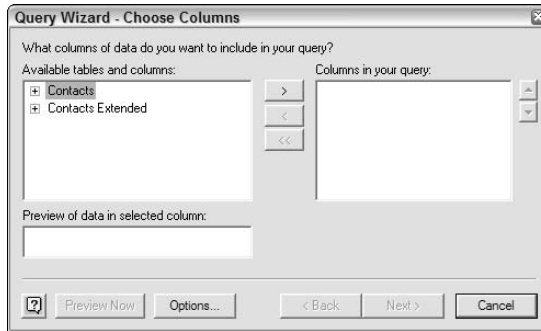 Query Wizard - Choose Columns
What columns of data do you want to include in your query?
Available tables and columns:
Columns in your query:
Contacts
Contacts Extended
>
<
<<
Preview of data in selected column:
Preview Now
Options...
< Back
Next >
Cancel